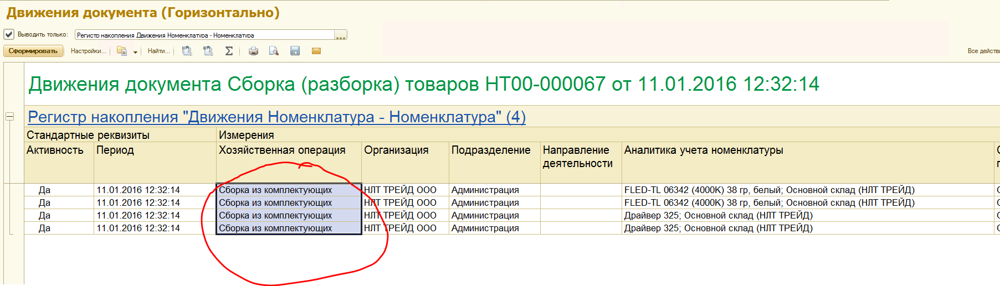 Движения документа (Горизонтально)
Выводить только: Регистр накопления Движения Номенклатура - Номенклатура ...
Сформировать Настройки... Найти... Σ Все действи
Движения документа Сборка (разборка) товаров НТ00-000067 от 11.01.2016 12:32:14
Регистр накопления "Движения Номенклатура - Номенклатура" (4)
Стандартные реквизиты Измерения
Активность Период Хозяйственная операция Организация Подразделение Направление Аналитика учета номенклатуры
деятельности
Да 11.01.2016 12:32:14 Сборка из комплектующих НЛТ ТРЕЙД ООО Администрация FLED-TL 06342 (4000K) 38 гр, белый; Основной склад (НЛТ ТРЕЙД)
Да 11.01.2016 12:32:14 Сборка из комплектующих НЛТ ТРЕЙД ООО Администрация FLED-TL 06342 (4000K) 38 гр, белый; Основной склад (НЛТ ТРЕЙД)
Да 11.01.2016 12:32:14 Сборка из комплектующих НЛТ ТРЕЙД ООО Администрация Драйвер 325; Основной склад (НЛТ ТРЕЙД)
Да 11.01.2016 12:32:14 Сборка из комплектующих НЛТ ТРЕЙД ООО Администрация Драйвер 325; Основной склад (НЛТ ТРЕЙД)